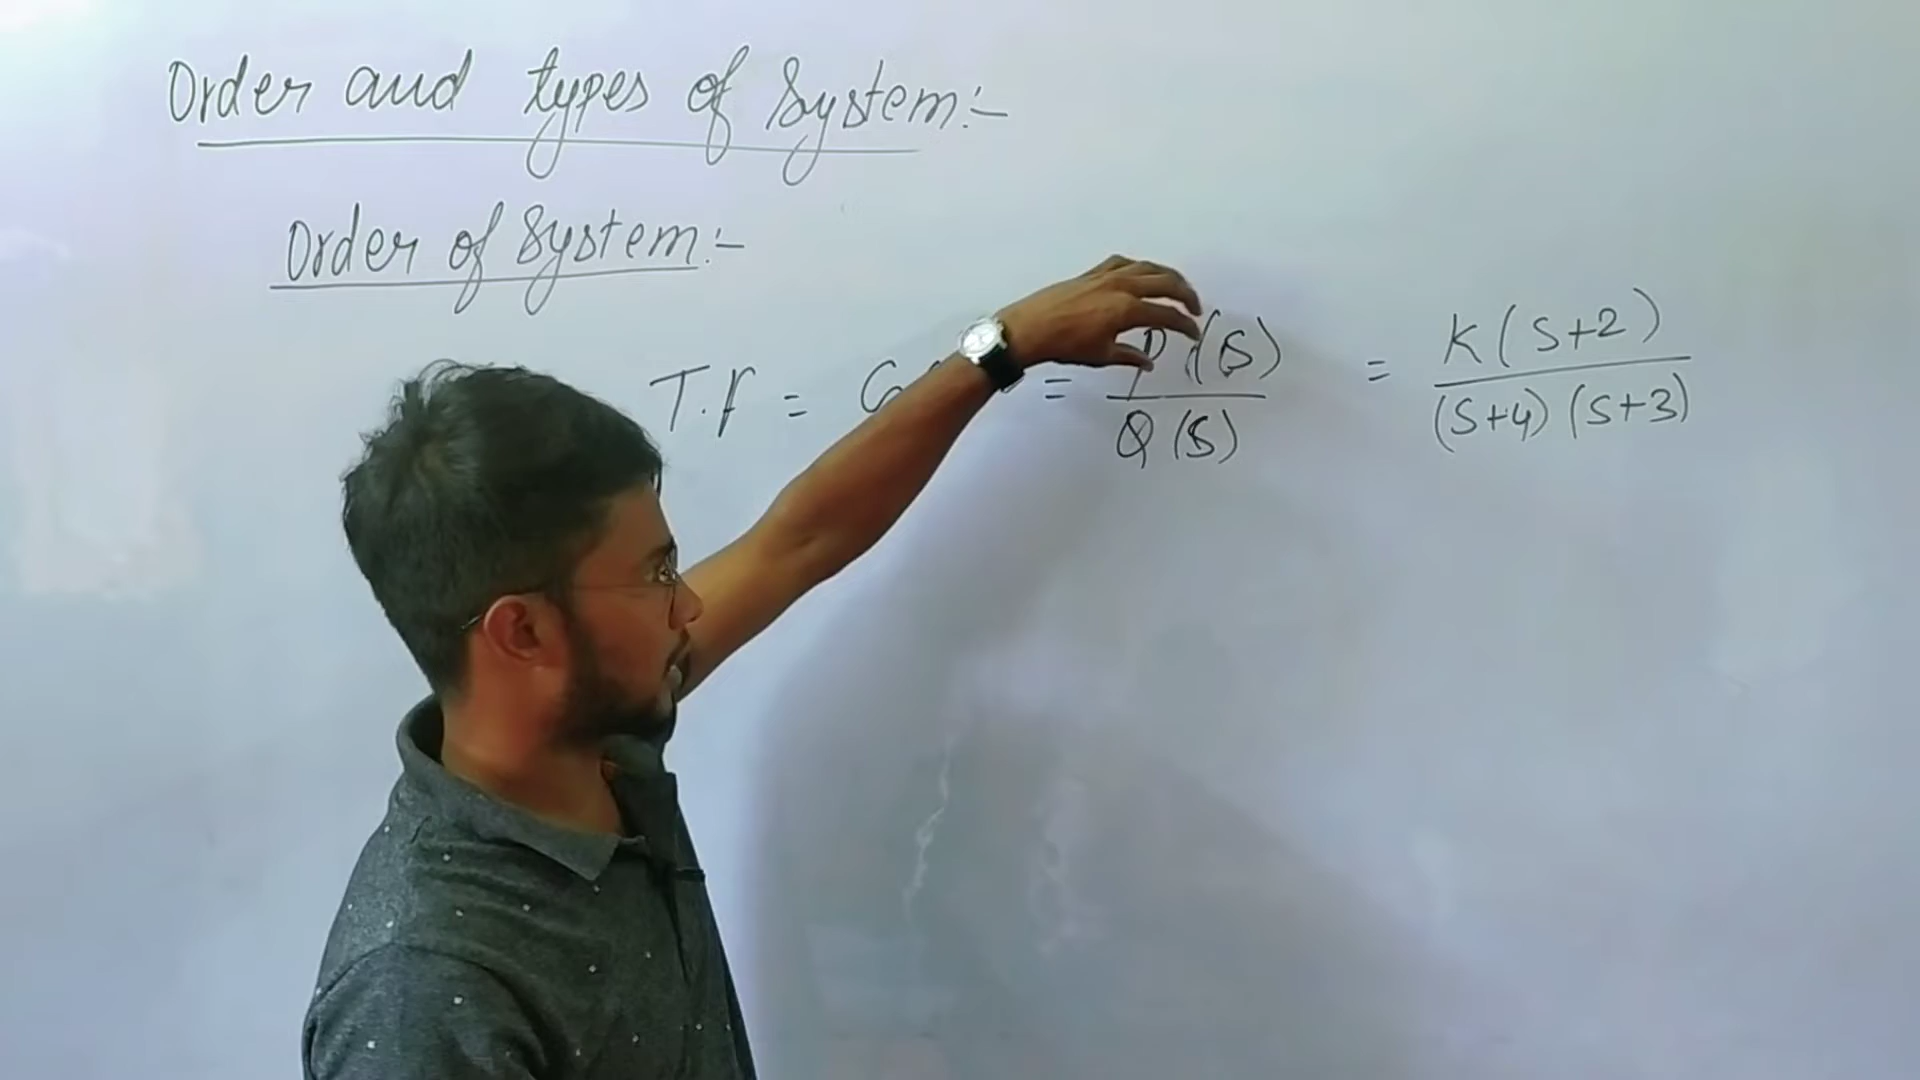 Order and types of System:-
Order of System:-
T.F = G = P(s) / Q(s) = K(s+2) / (s+4)(s+3)